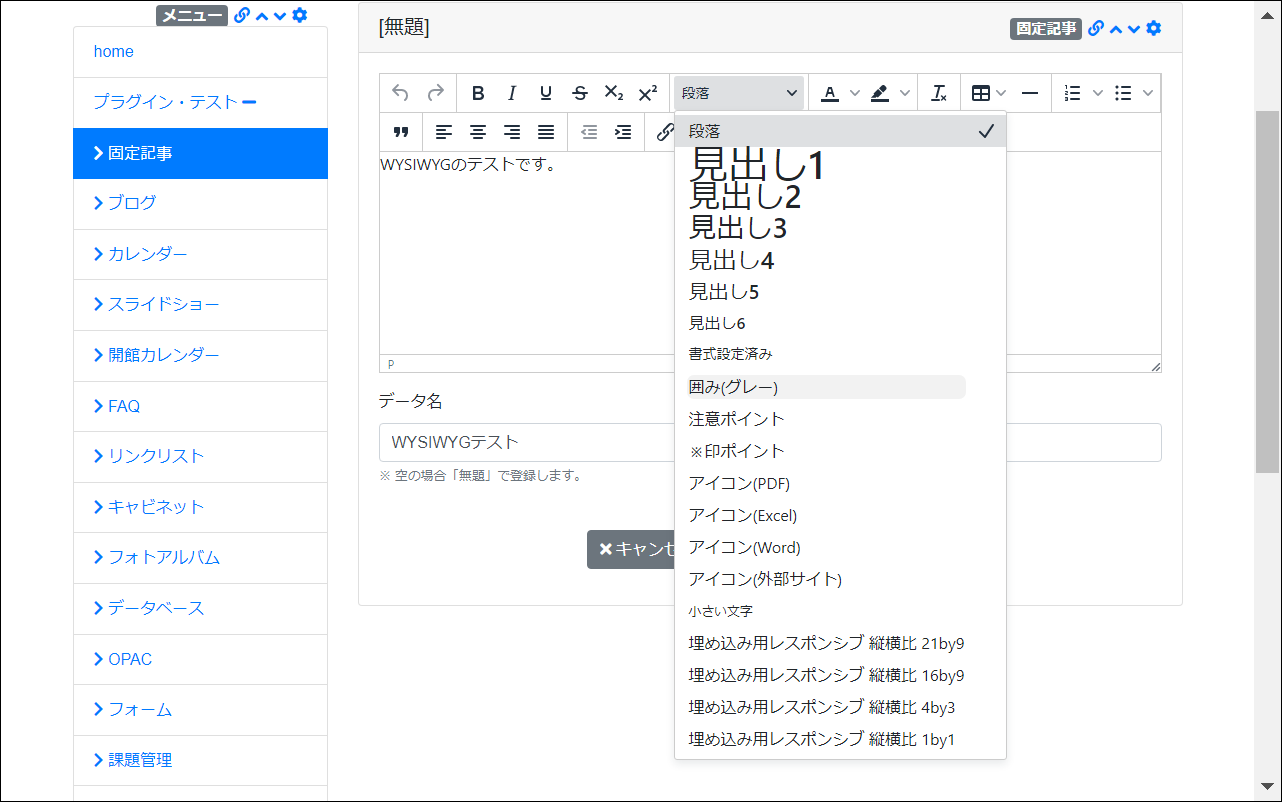 メニュー
home
プラグイン・テスト
固定記事
ブログ
カレンダー
スライドショー
開館カレンダー
FAQ
リンクリスト
キャビネット
フォトアルバム
データベース
OPAC
フォーム
課題管理
[無題]
固定記事
B I U S X₂ X² 段落 A
段落
見出し1
見出し2
見出し3
見出し4
見出し5
見出し6
書式設定済み
囲み(グレー)
注意ポイント
※印ポイント
アイコン(PDF)
アイコン(Excel)
アイコン(Word)
アイコン(外部サイト)
小さい文字
埋め込み用レスポンシブ 縦横比 21by9
埋め込み用レスポンシブ 縦横比 16by9
埋め込み用レスポンシブ 縦横比 4by3
埋め込み用レスポンシブ 縦横比 1by1
WYSIWYGのテストです。
P
データ名
WYSIWYGテスト
※ 空の場合「無題」で登録します。
キャンセ